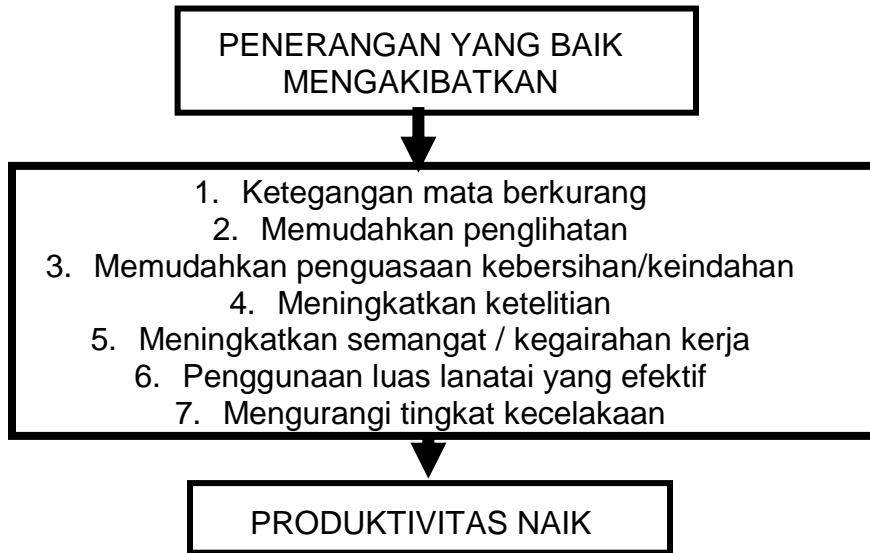 PENERANGAN YANG BAIK
MENGAKIBATKAN
1. Ketegangan mata berkurang
2. Memudahkan penglihatan
3. Memudahkan penguasaan kebersihan/keindahan
4. Meningkatkan ketelitian
5. Meningkatkan semangat / kegairahan kerja
6. Penggunaan luas lanatai yang efektif
7. Mengurangi tingkat kecelakaan
PRODUKTIVITAS NAIK